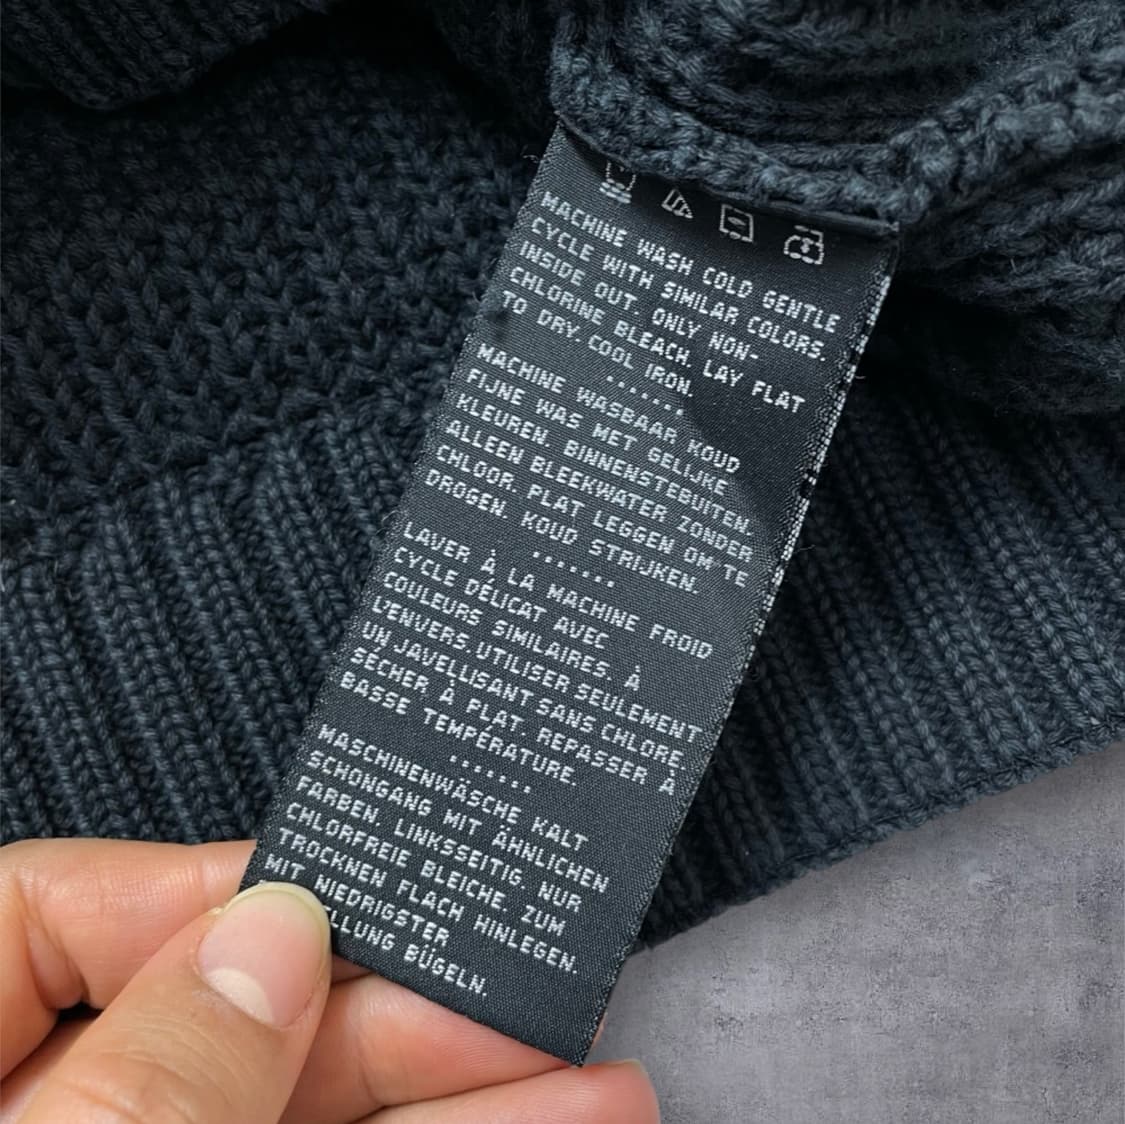 MACHINE WASH COLD GENTLE
CYCLE WITH SIMILAR COLORS.
INSIDE OUT. ONLY NON-
CHLORINE BLEACH. LAY FLAT
TO DRY. COOL IRON.
.......
MACHINE WASBAAR KOUD
FIJNE WAS MET GELIJKE
KLEUREN. BINNENSTEBUITEN.
ALLEEN BLEEKWATER ZONDER
CHLOOR. PLAT LEGGEN OM TE
DROGEN. KOUD STRIJKEN.
.......
LAVER À LA MACHINE FROID
CYCLE DÉLICAT AVEC
COULEURS SIMILAIRES. À
L'ENVERS. UTILISER SEULEMENT
UN JAVELLISANT SANS CHLORE.
SÉCHER À PLAT. REPASSER À
BASSE TEMPÉRATURE.
.......
MASCHINENWÄSCHE KALT
SCHONGANG MIT ÄHNLICHEN
FARBEN. LINKSSEITIG. NUR
CHLORFREIE BLEICHE. ZUM
TROCKNEN FLACH HINLEGEN.
MIT NIEDRIGSTER
LLUNG BÜGELN.